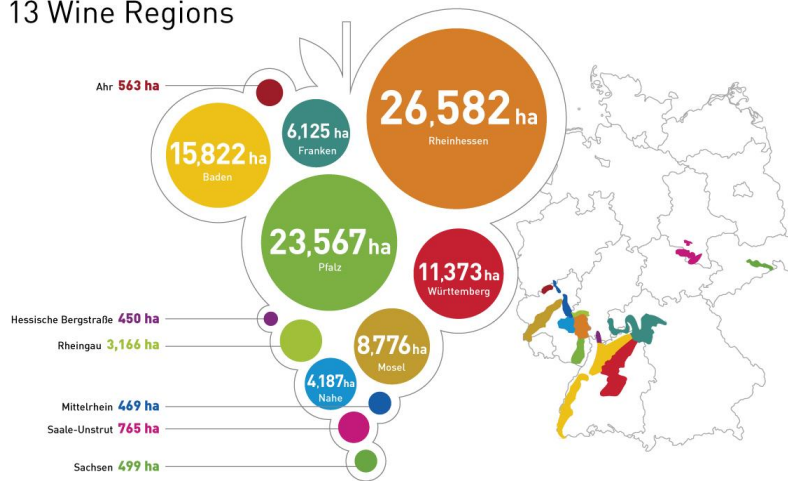 13 Wine Regions
Ahr 563 ha
26,582 ha
Rheinhessen
6,125 ha
Franken
15,822 ha
Baden
23,567 ha
Pfalz
11,373 ha
Württemberg
Hessische Bergstraße 450 ha
Rheingau 3,166 ha
8,776 ha
Mosel
4,187 ha
Nahe
Mittelrhein 469 ha
Saale-Unstrut 765 ha
Sachsen 499 ha